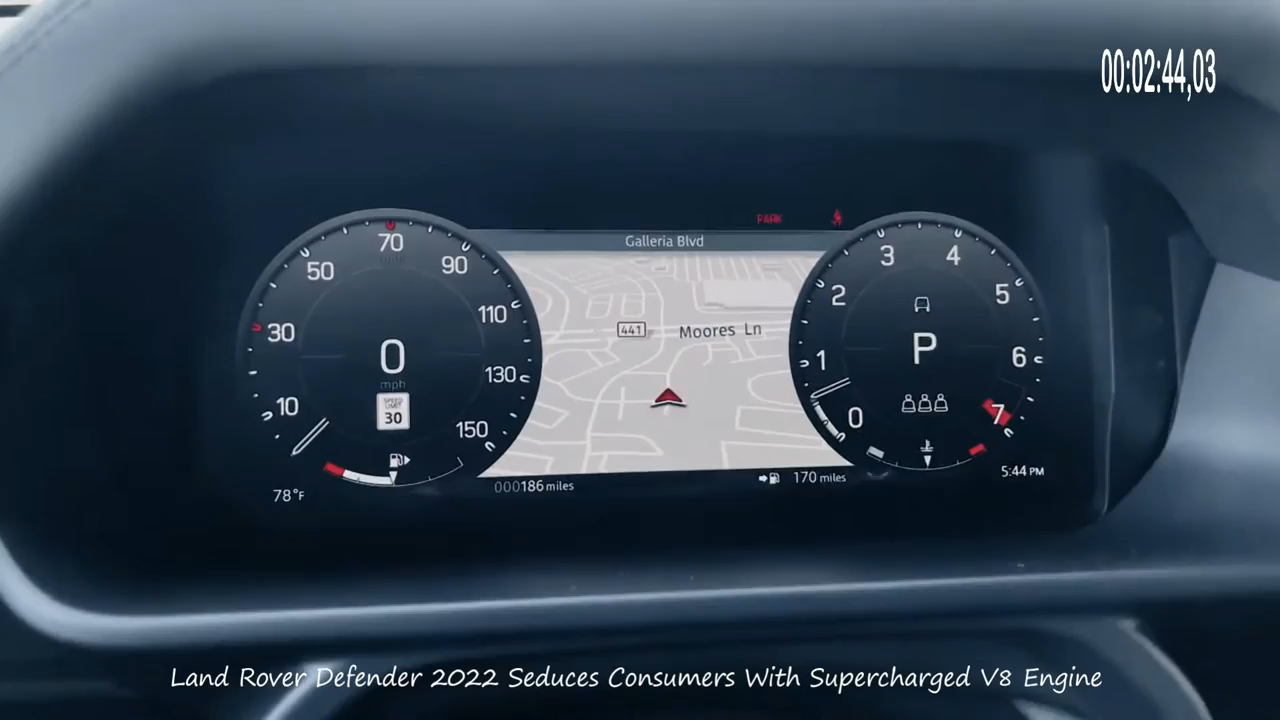 00:02:44,03
PARK
Galleria Blvd
10 30 50 70 90 110 130 150
0
mph
SPEED
LIMIT
30
441
Moores Ln
0 1 2 3 4 5 6 7
P
78°F
000186 miles
170 miles
5:44 PM
Land Rover Defender 2022 Seduces Consumers With Supercharged V8 Engine